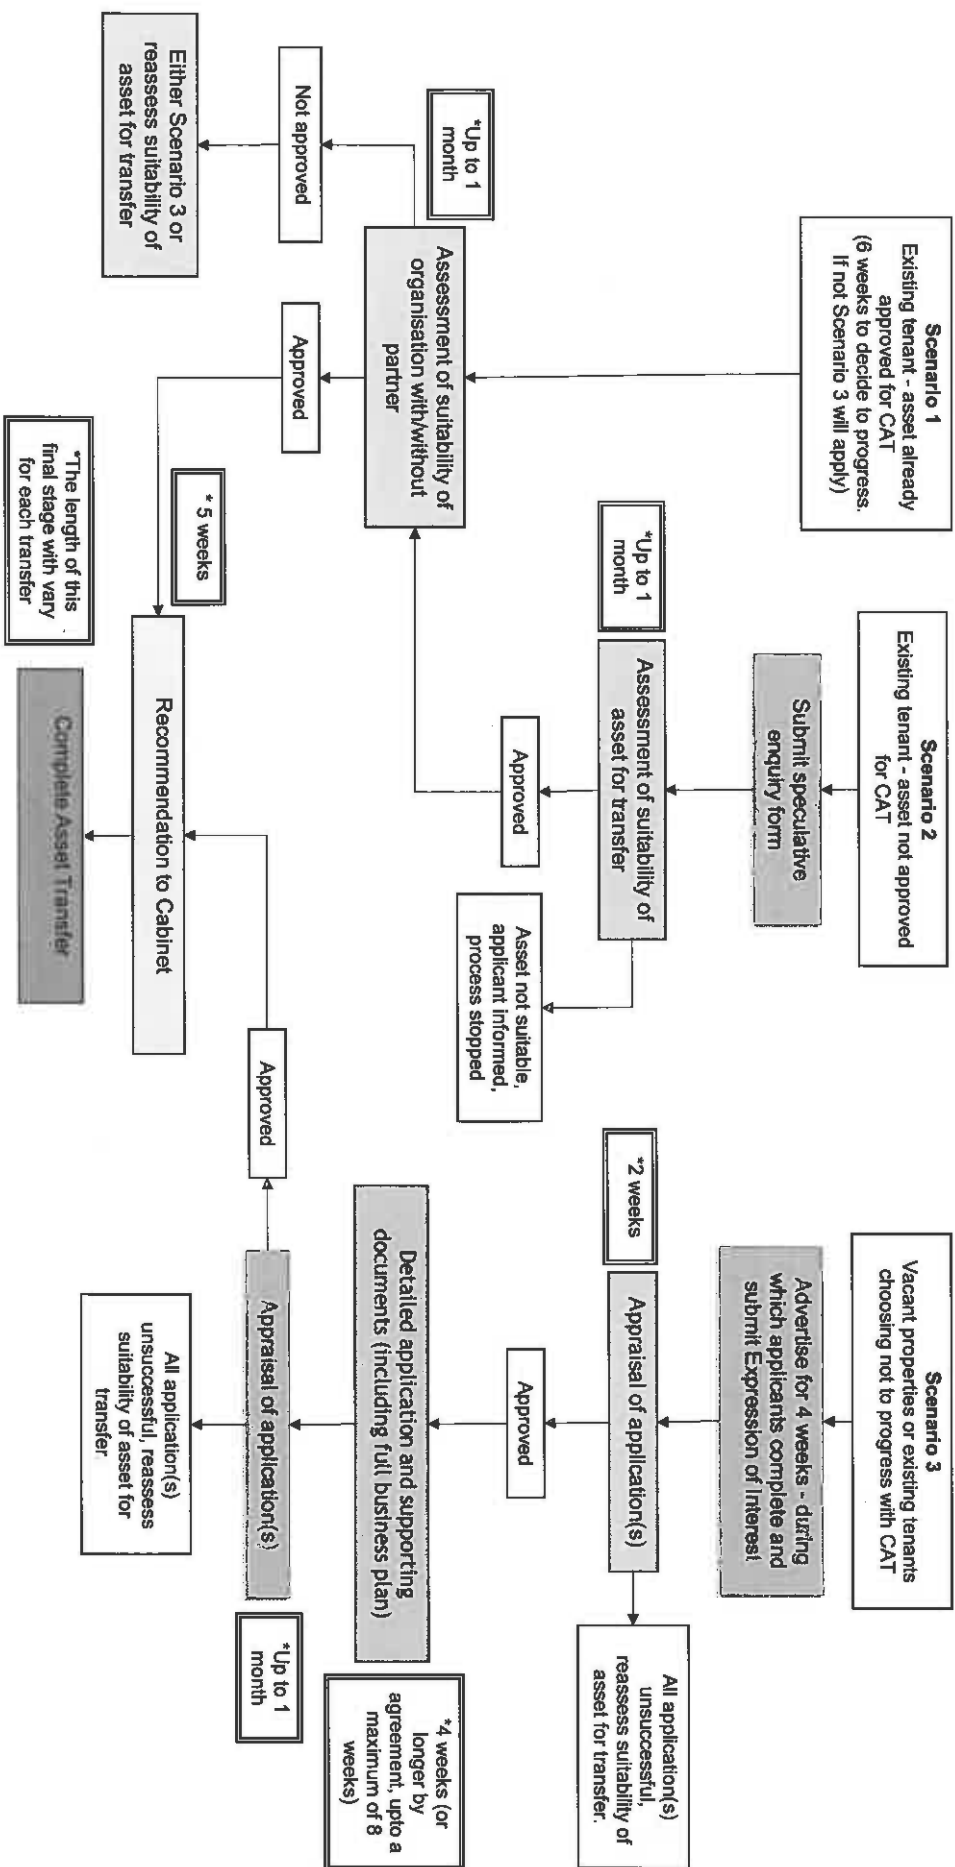 Scenario 1
Existing tenant - asset already
approved for CAT
(6 weeks to decide to progress.
If not Scenario 3 will apply)
Scenario 2
Existing tenant - asset not approved
for CAT
Scenario 3
Vacant properties or existing tenants
choosing not to progress with CAT
Submit speculative
enquiry form
Advertise for 4 weeks - during
which applicants complete and
submit Expression of Interest
*Up to 1
month
Assessment of suitability of
asset for transfer
*2 weeks
Appraisal of application(s)
All application(s)
unsuccessful,
reassess suitability of
asset for transfer.
Approved
Asset not suitable,
applicant informed,
process stopped
Approved
*Up to 1
month
Assessment of suitability of
organisation with/without
partner
Detailed application and supporting
documents (including full business
plan)
*4 weeks (or
longer by
agreement, upto a
maximum of 8
weeks)
Not approved
Approved
Approved
Appraisal of application(s)
*Up to 1
month
Either Scenario 3 or
reassess suitability of
asset for transfer
* 5 weeks
Recommendation to Cabinet
All application(s)
unsuccessful, reassess
suitability of asset for
transfer.
*The length of this
final stage with vary
for each transfer
Complete Asset Transfer